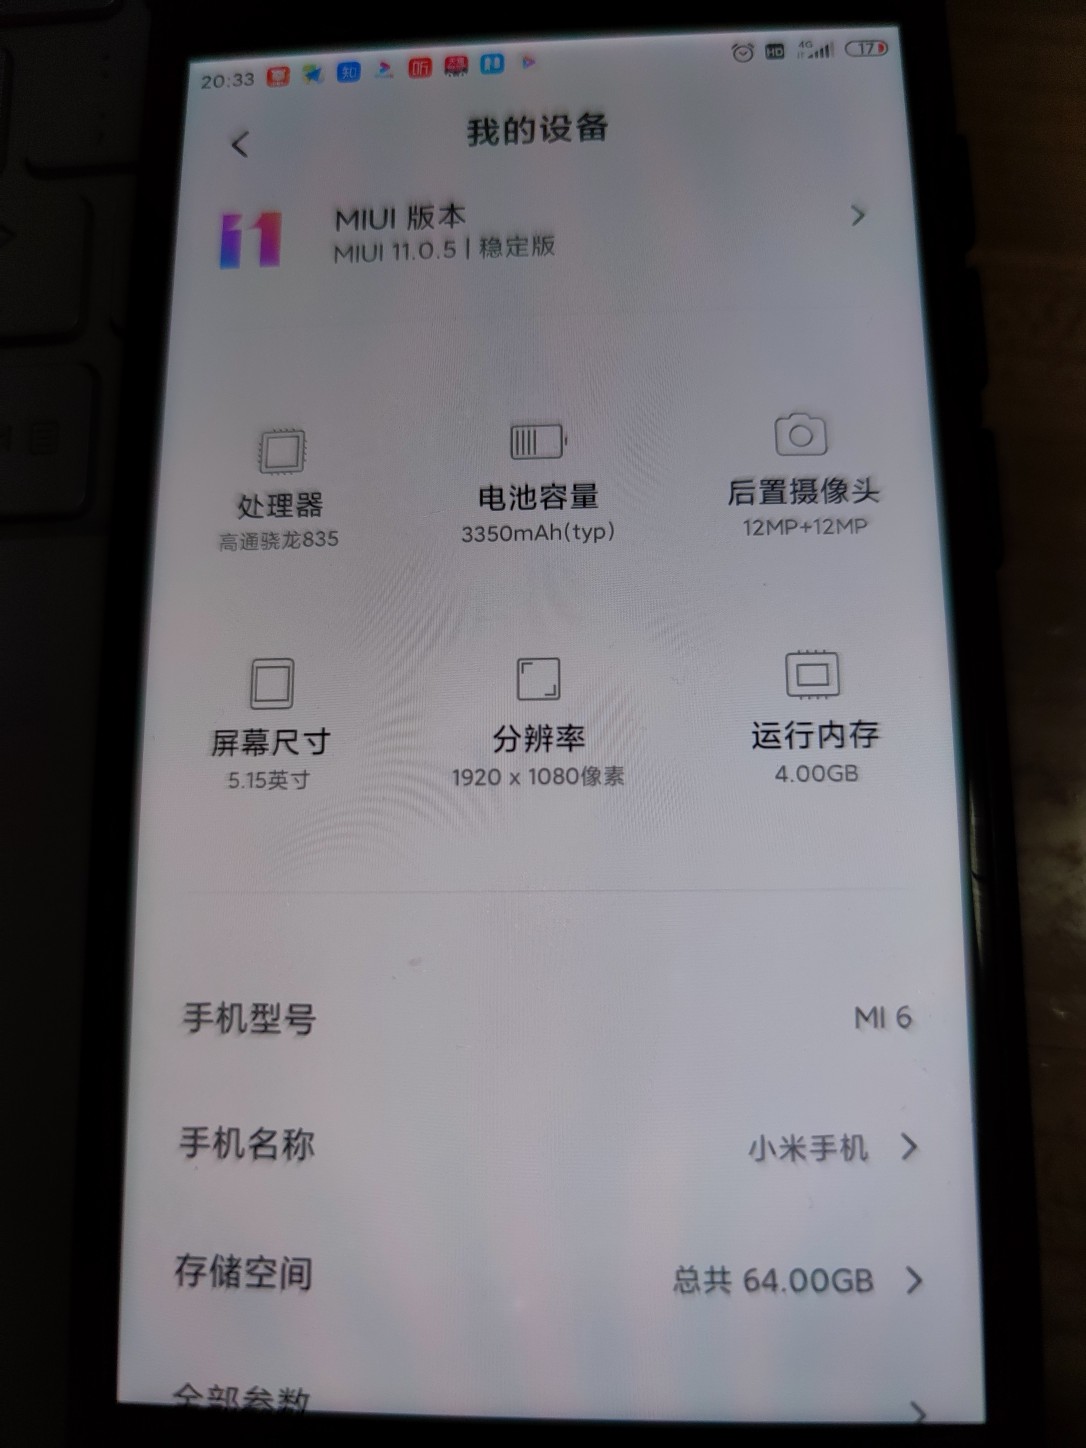 20:33 知 听 HD 4G 17
我的设备
MIUI 版本
MIUI 11.0.5 | 稳定版
处理器 电池容量 后置摄像头
高通骁龙835 3350mAh(typ) 12MP+12MP
屏幕尺寸 分辨率 运行内存
5.15英寸 1920 x 1080像素 4.00GB
手机型号 MI 6
手机名称 小米手机
存储空间 总共 64.00GB
全部参数